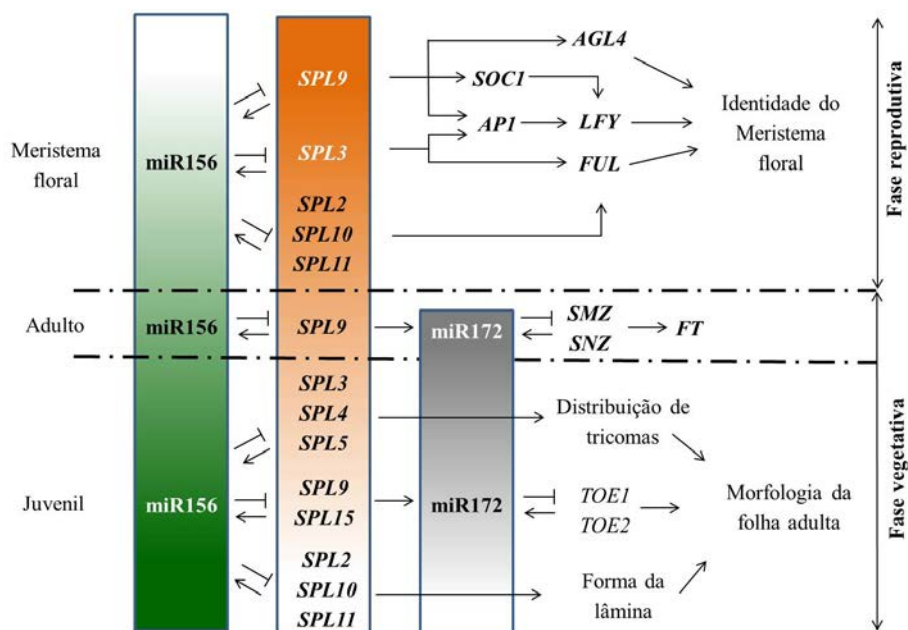 Meristema
floral
miR156
SPL9
SPL3
SPL2
SPL10
SPL11
AGL4
SOC1
AP1
LFY
FUL
Identidade do
Meristema
floral
Fase reprodutiva
Adulto
miR156
SPL9
miR172
SMZ
SNZ
FT
Juvenil
miR156
SPL3
SPL4
SPL5
SPL9
SPL15
SPL2
SPL10
SPL11
miR172
Distribuição de
tricomas
TOE1
TOE2
Forma da
lâmina
Morfologia da
folha adulta
Fase vegetativa